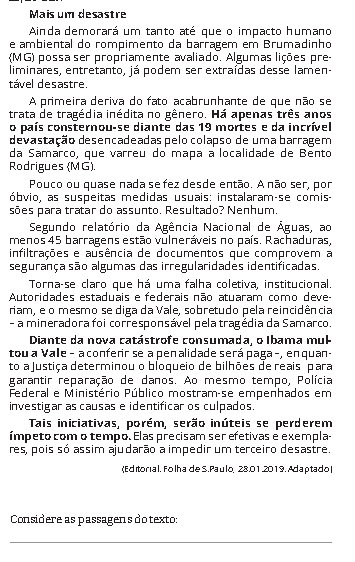 Mais um desastre
Ainda demorará um tanto até que o impacto humano
e ambiental do rompimento da barragem em Brumadinho
(MG) possa ser propriamente avaliado. Algumas lições pre-
liminares, entretanto, já podem ser extraídas desse lamen-
tável desastre.
A primeira deriva do fato acabrunhante de que não se
trata de tragédia inédita no gênero. Há apenas três anos
o país consternou-se diante das 19 mortes e da incrível
devastação desencadeadas pelo colapso de uma barragem
da Samarco, que varreu do mapa a localidade de Bento
Rodrigues (MG).
Pouco ou quase nada se fez desde então. A não ser, por
óbvio, as suspeitas medidas usuais: instalaram-se comis-
sões para tratar do assunto. Resultado? Nenhum.
Segundo relatório da Agência Nacional de Águas, ao
menos 45 barragens estão vulneráveis no país. Rachaduras,
infiltrações e ausência de documentos que comprovem a
segurança são algumas das irregularidades identificadas.
Torna-se claro que há uma falha coletiva, institucional.
Autoridades estaduais e federais não atuaram como deve-
riam, e o mesmo se diga da Vale, sobretudo pela reincidência
– a mineradora foi corresponsável pela tragédia da Samarco.
Diante da nova catástrofe consumada, o Ibama mul-
tou a Vale – a conferir se a penalidade será paga –, enquan-
to a Justiça determinou o bloqueio de bilhões de reais para
garantir reparação de danos. Ao mesmo tempo, Polícia
Federal e Ministério Público mostram-se empenhados em
investigar as causas e identificar os culpados.
Tais iniciativas, porém, serão inúteis se perderem
ímpeto com o tempo. Elas precisam ser efetivas e exempla-
res, pois só assim ajudarão a impedir um terceiro desastre.
(Editorial. Folha de S.Paulo, 28.01.2019. Adaptado)
Considere as passagens do texto: